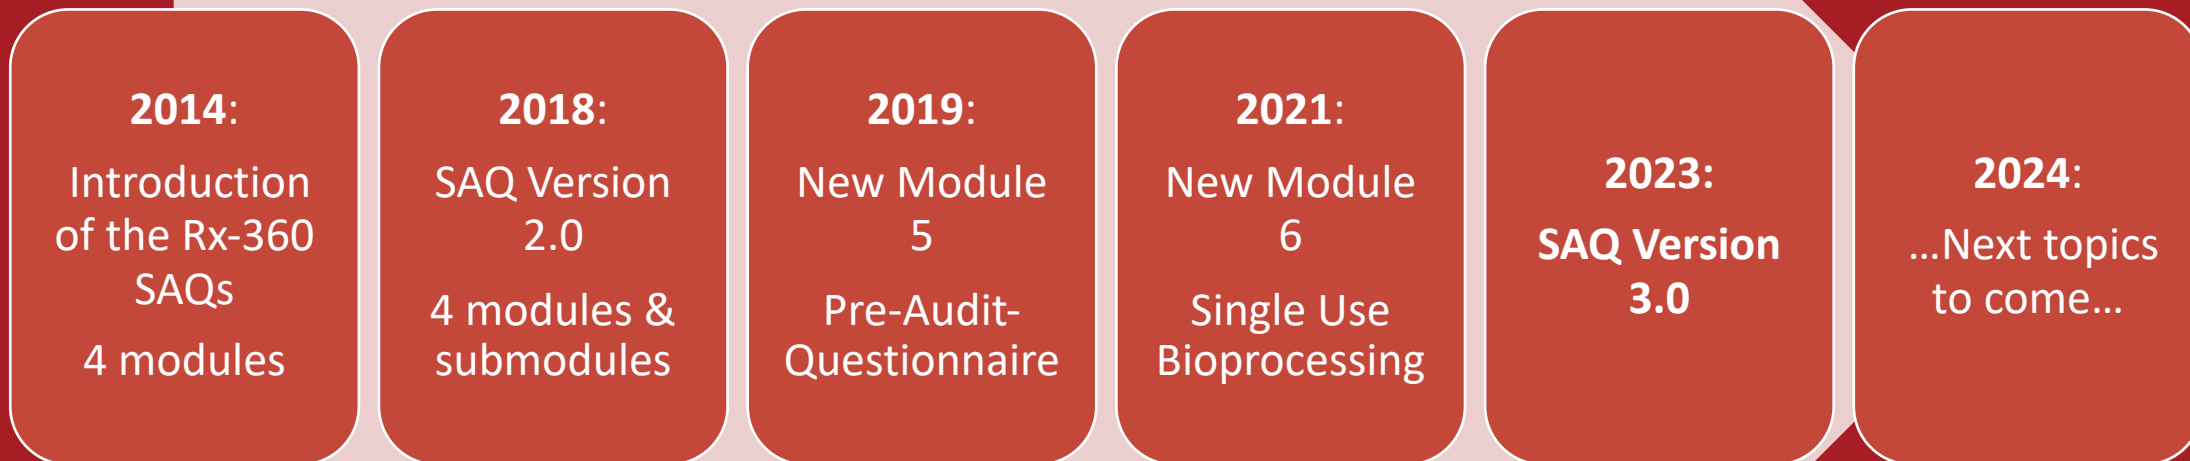 2014:
Introduction
of the Rx-360
SAQs
4 modules
2018:
SAQ Version
2.0
4 modules &
submodules
2019:
New Module
5
Pre-Audit-
Questionnaire
2021:
New Module
6
Single Use
Bioprocessing
2023:
SAQ Version
3.0
2024:
…Next topics
to come…